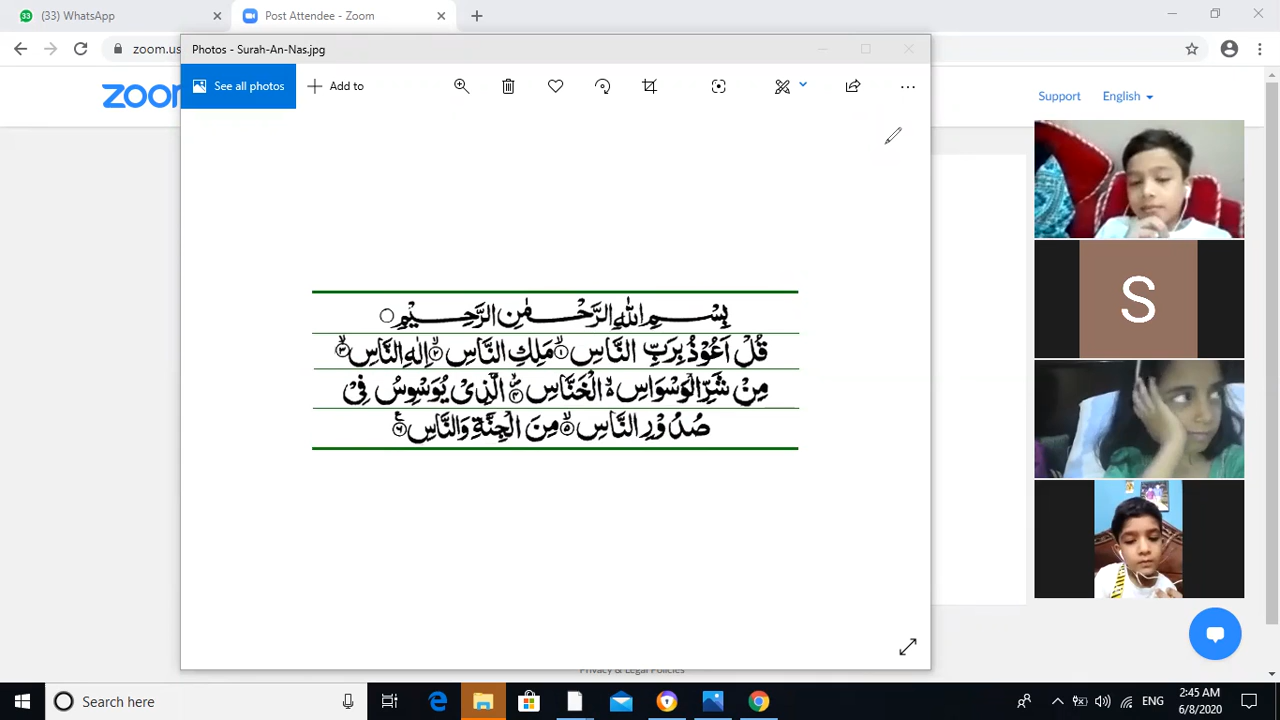 (33) WhatsApp
Post Attendee - Zoom
zoom.us
Photos - Surah-An-Nas.jpg
See all photos
Add to
zoom
Support
English
بِسْمِ اللهِ الرَّحْمٰنِ الرَّحِيْمِ
قُلْ اَعُوْذُ بِرَبِّ النَّاسِۙ ۱ مَلِكِ النَّاسِۙ ۲ اِلٰهِ النَّاسِۙ ۳
مِنْ شَرِّ الْوَسْوَاسِ ۙ الْخَنَّاسِ ۪ۙ ۴ الَّذِیْ یُوَسْوِسُ فِیْ
صُدُوْرِ النَّاسِۙ ۵ مِنَ الْجِنَّةِ وَالنَّاسِ ۠ ۶
S
Privacy & Legal Policies
Search here
ENG
2:45 AM
6/8/2020